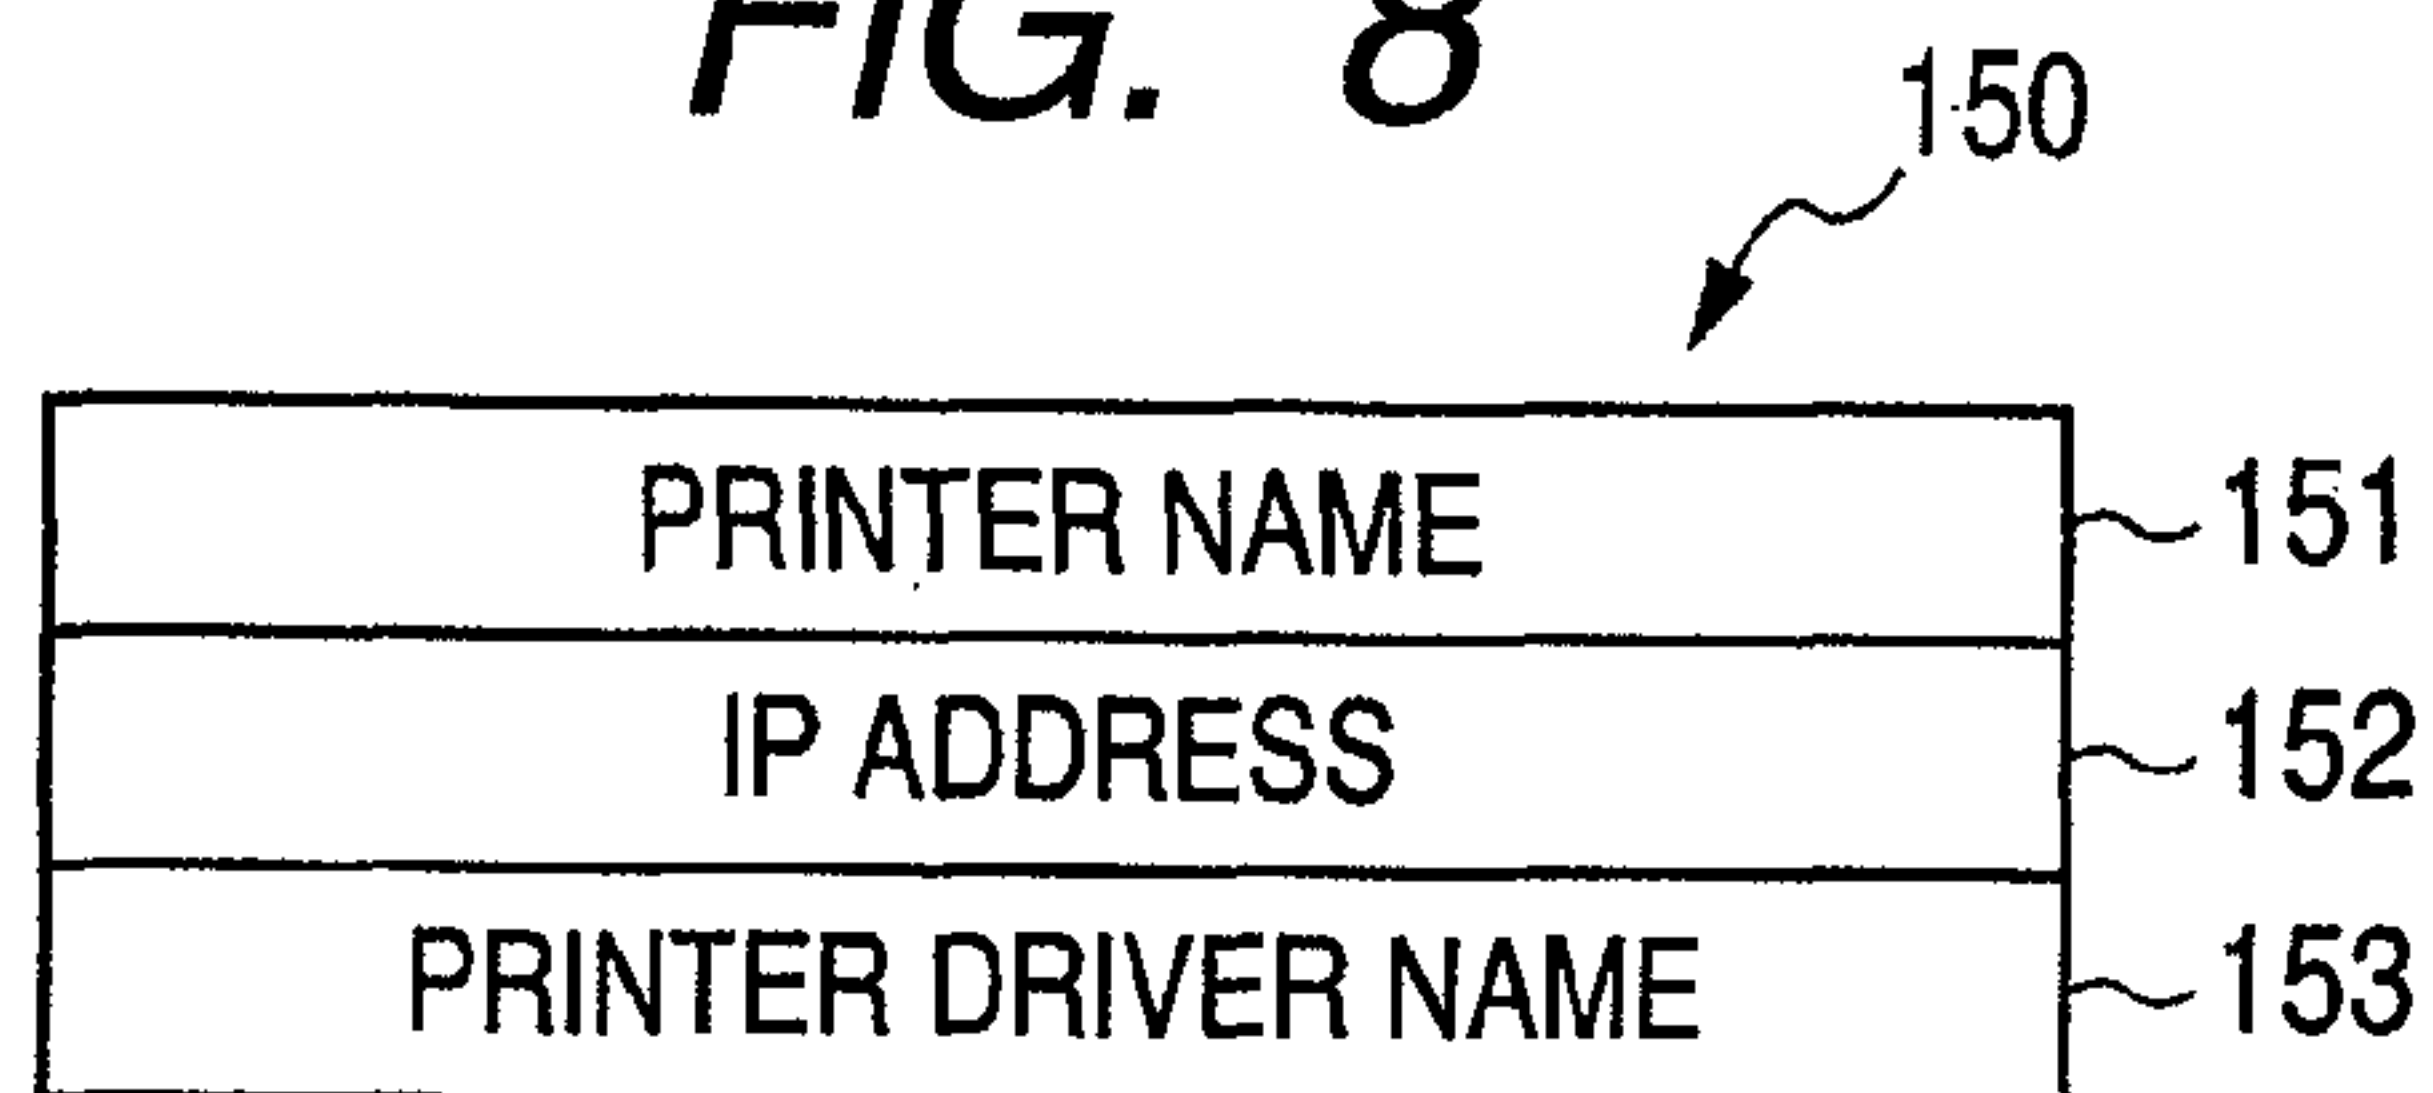 FIG. 8
150
PRINTER NAME 151
IP ADDRESS 152
PRINTER DRIVER NAME 153